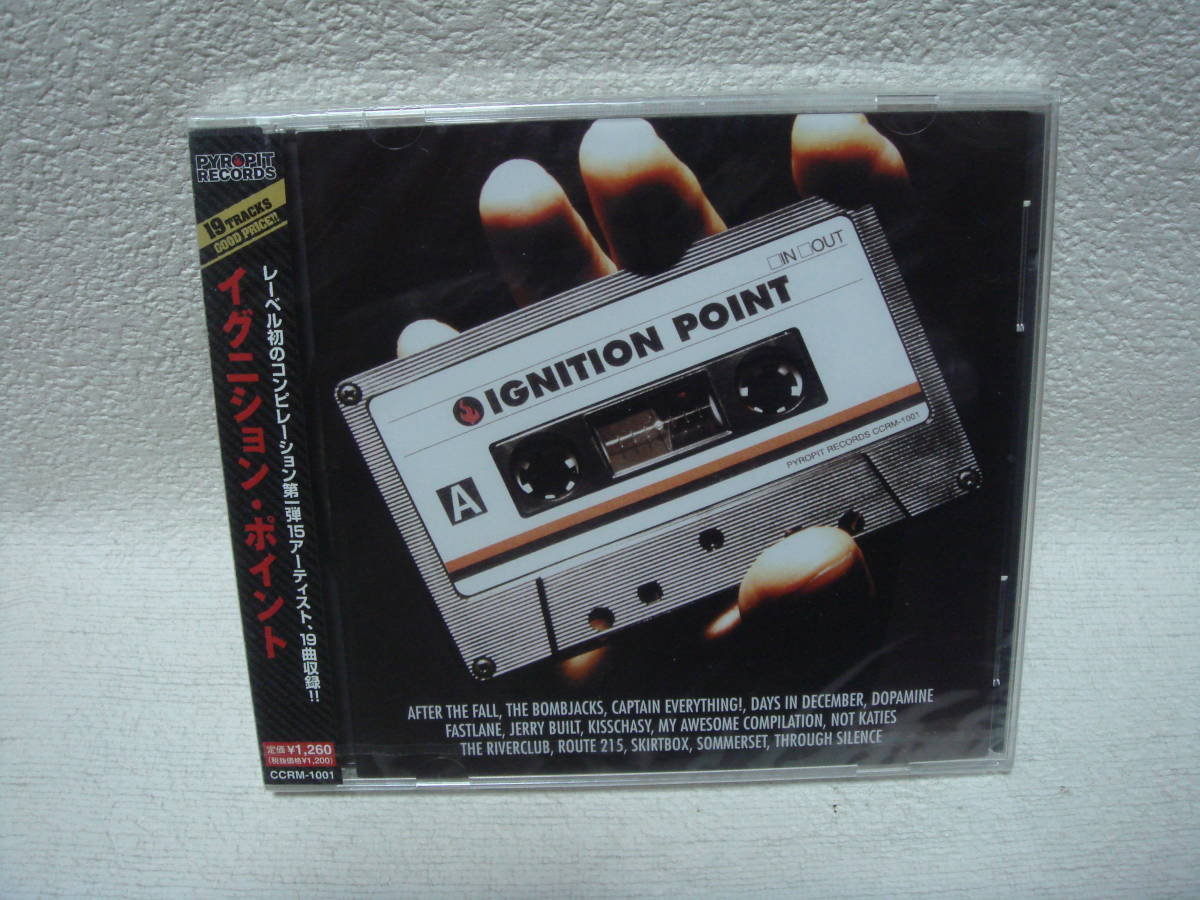 PYROPIT
RECORDS
19 TRACKS
GOOD PRICE!!
イグニション・ポイント
レーベル初のコンピレーション第一弾15アーティスト、19曲収録!!
定価¥1,260
(税抜価格¥1,200)
CCRM-1001
□IN □OUT
IGNITION POINT
A
PYROPIT RECORDS CCRM-1001
AFTER THE FALL, THE BOMBJACKS, CAPTAIN EVERYTHING!, DAYS IN DECEMBER, DOPAMINE
FASTLANE, JERRY BUILT, KISSCHASY, MY AWESOME COMPILATION, NOT KATIES
THE RIVERCLUB, ROUTE 215, SKIRTBOX, SOMMERSET, THROUGH SILENCE